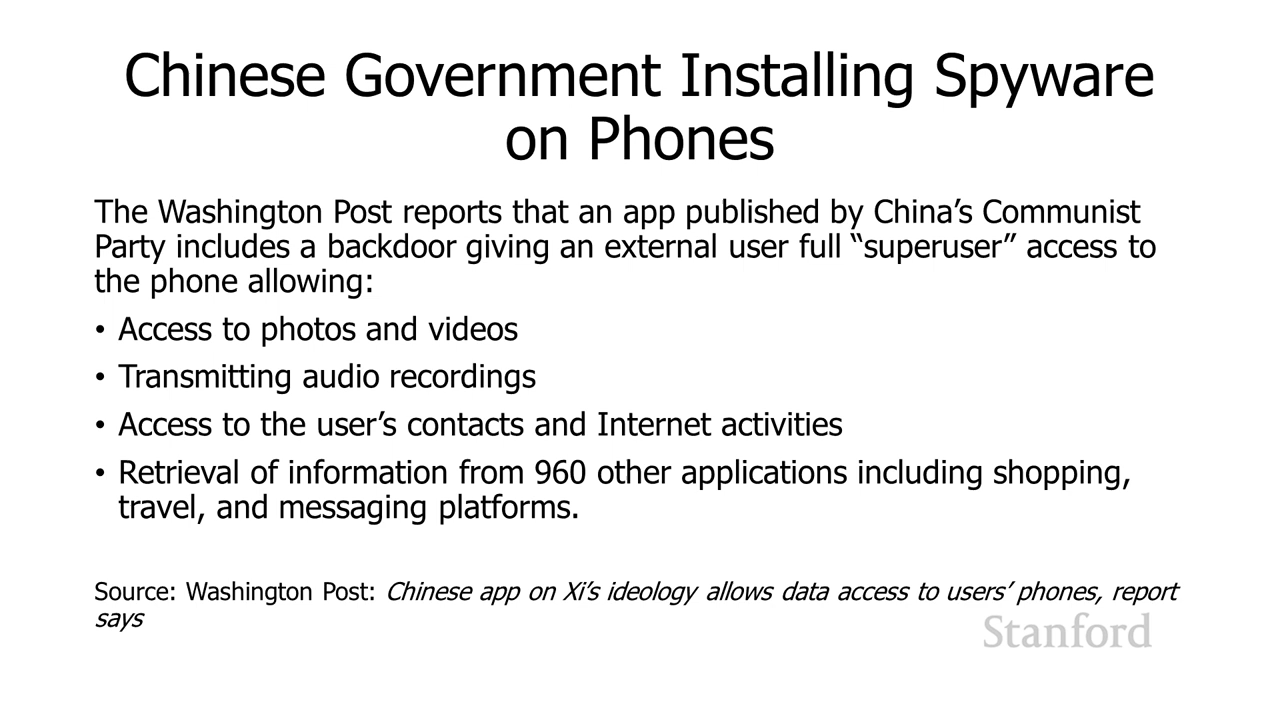 Chinese Government Installing Spyware
on Phones
The Washington Post reports that an app published by China’s Communist
Party includes a backdoor giving an external user full “superuser” access to
the phone allowing:
• Access to photos and videos
• Transmitting audio recordings
• Access to the user’s contacts and Internet activities
• Retrieval of information from 960 other applications including shopping,
travel, and messaging platforms.
Source: Washington Post: Chinese app on Xi’s ideology allows data access to users’ phones, report
says
Stanford